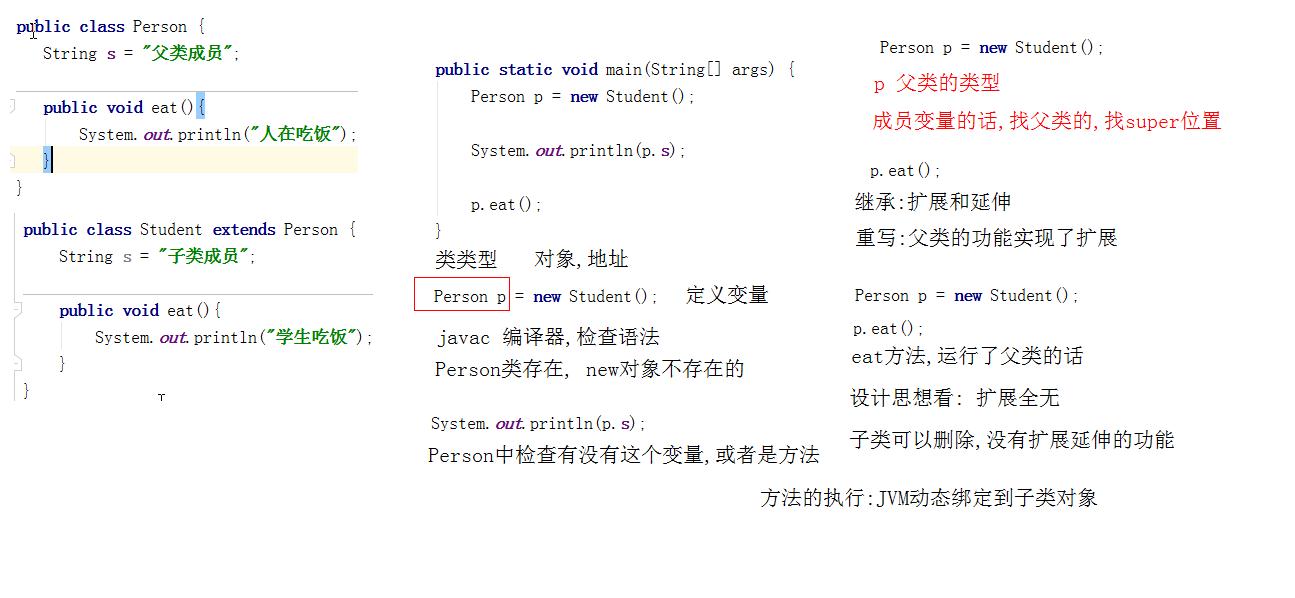 public class Person {
String s = "父类成员";
public void eat(){
System.out.println("人在吃饭");
}
}
public class Student extends Person {
String s = "子类成员";
public void eat(){
System.out.println("学生吃饭");
}
}
public static void main(String[] args) {
Person p = new Student();
System.out.println(p.s);
p.eat();
}
类类型 对象,地址
Person p = new Student(); 定义变量
javac 编译器,检查语法
Person类存在, new对象不存在的
System.out.println(p.s);
Person中检查有没有这个变量,或者是方法
Person p = new Student();
p 父类的类型
成员变量的话,找父类的,找super位置
p.eat();
继承:扩展和延伸
重写:父类的功能实现了扩展
Person p = new Student();
p.eat();
eat方法,运行了父类的话
设计思想看: 扩展全无
子类可以删除,没有扩展延伸的功能
方法的执行:JVM动态绑定到子类对象